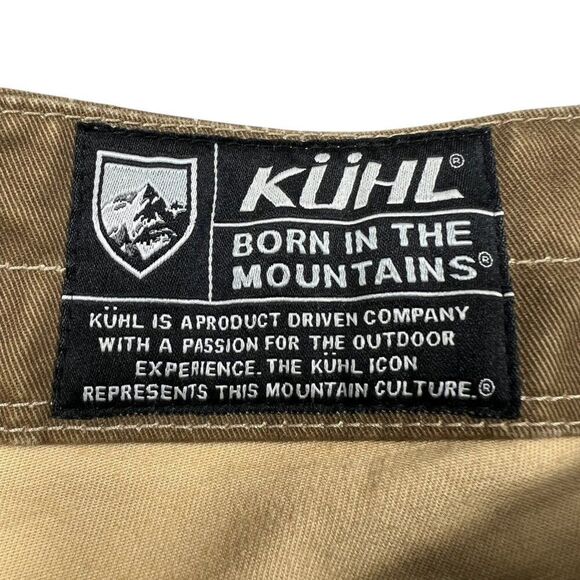 KÜHL®
BORN IN THE
MOUNTAINS®
KÜHL IS A PRODUCT DRIVEN COMPANY
WITH A PASSION FOR THE OUTDOOR
EXPERIENCE. THE KÜHL ICON
REPRESENTS THIS MOUNTAIN CULTURE.®